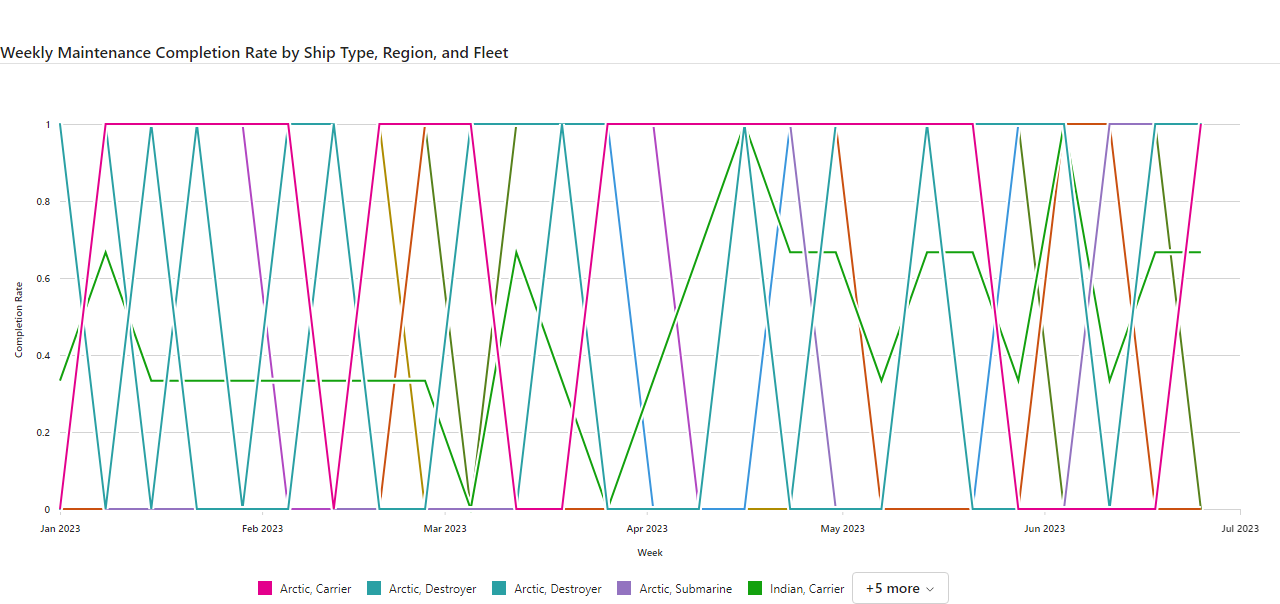 Weekly Maintenance Completion Rate by Ship Type, Region, and Fleet
1
0.8
0.6
0.4
0.2
0
Completion Rate
Jan 2023 Feb 2023 Mar 2023 Apr 2023 May 2023 Jun 2023 Jul 2023
Week
Arctic, Carrier Arctic, Destroyer Arctic, Destroyer Arctic, Submarine Indian, Carrier +5 more